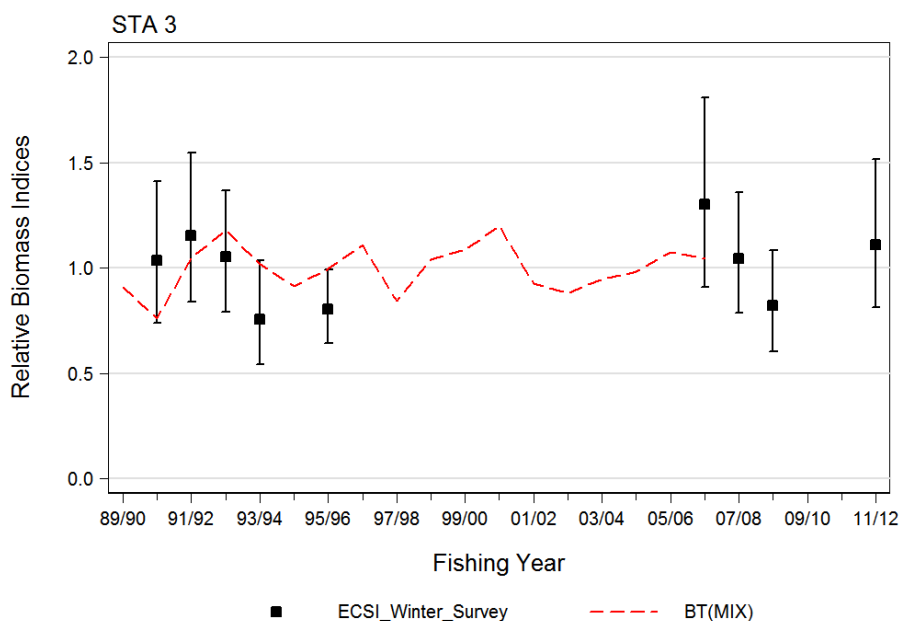 STA 3
Relative Biomass Indices
2.0
1.5
1.0
0.5
0.0
89/90 91/92 93/94 95/96 97/98 99/00 01/02 03/04 05/06 07/08 09/10 11/12
Fishing Year
ECSI_Winter_Survey BT(MIX)